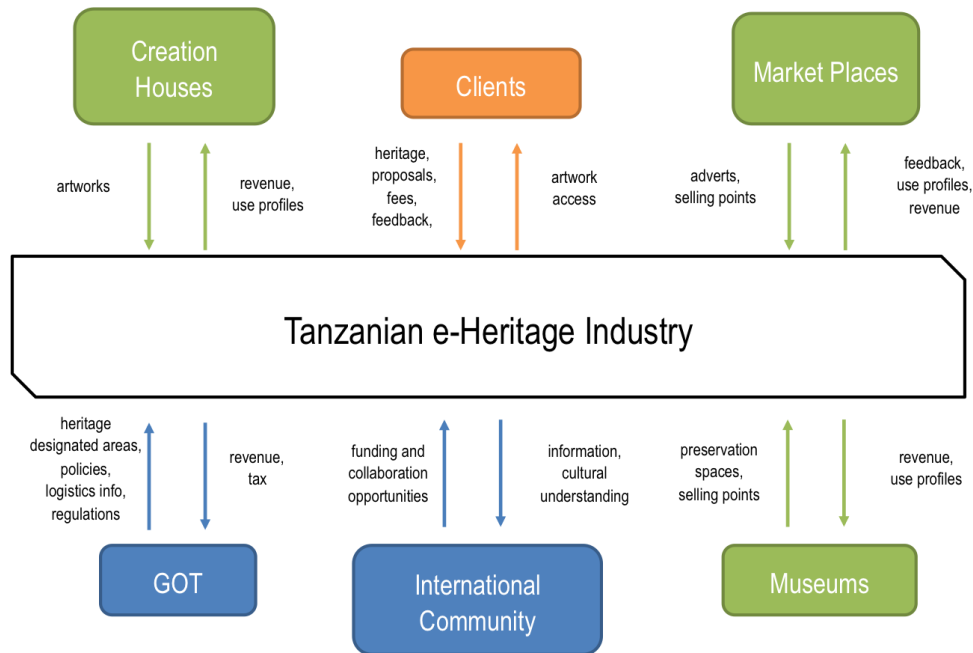 Creation
Houses
Clients
Market Places
artworks
revenue,
use profiles
heritage,
proposals,
fees,
feedback,
artwork
access
adverts,
selling points
feedback,
use profiles,
revenue
Tanzanian e-Heritage Industry
heritage
designated areas,
policies,
logistics info,
regulations
revenue,
tax
funding and
collaboration
opportunities
information,
cultural
understanding
preservation
spaces,
selling points
revenue,
use profiles
GOT
International
Community
Museums